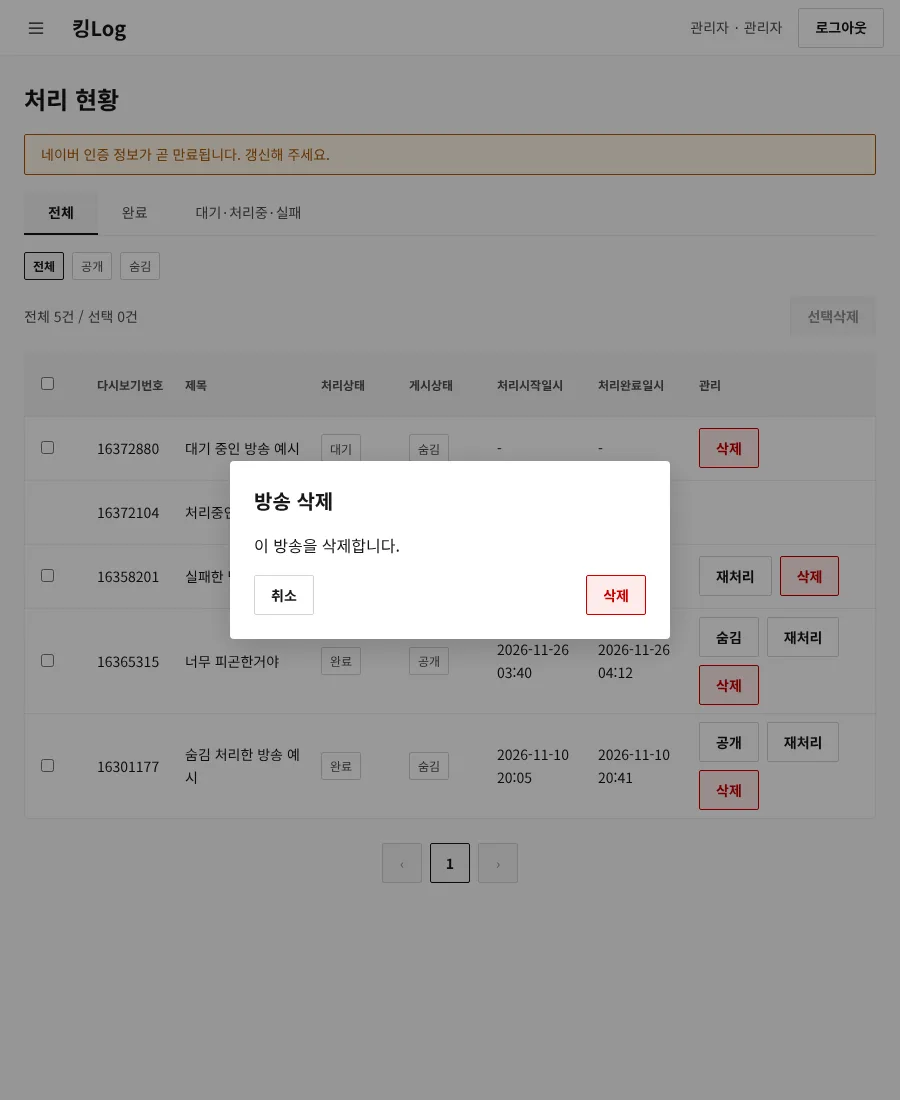 킹Log
관리자 · 관리자
로그아웃
처리 현황
네이버 인증 정보가 곧 만료됩니다. 갱신해 주세요.
전체 완료 대기·처리중·실패
전체 공개 숨김
전체 5건 / 선택 0건
선택삭제
다시보기번호 제목 처리상태 게시상태 처리시작일시 처리완료일시 관리
16372880 대기 중인 방송 예시 대기 숨김 - - 삭제
16372104
16358201 실패한 재처리 삭제
방송 삭제
이 방송을 삭제합니다.
취소 삭제
16365315 너무 피곤한거야 완료 공개 2026-11-26 03:40 2026-11-26 04:12 숨김 재처리 삭제
16301177 숨김 처리한 방송 예시 완료 숨김 2026-11-10 20:05 2026-11-10 20:41 공개 재처리 삭제
‹ 1 ›